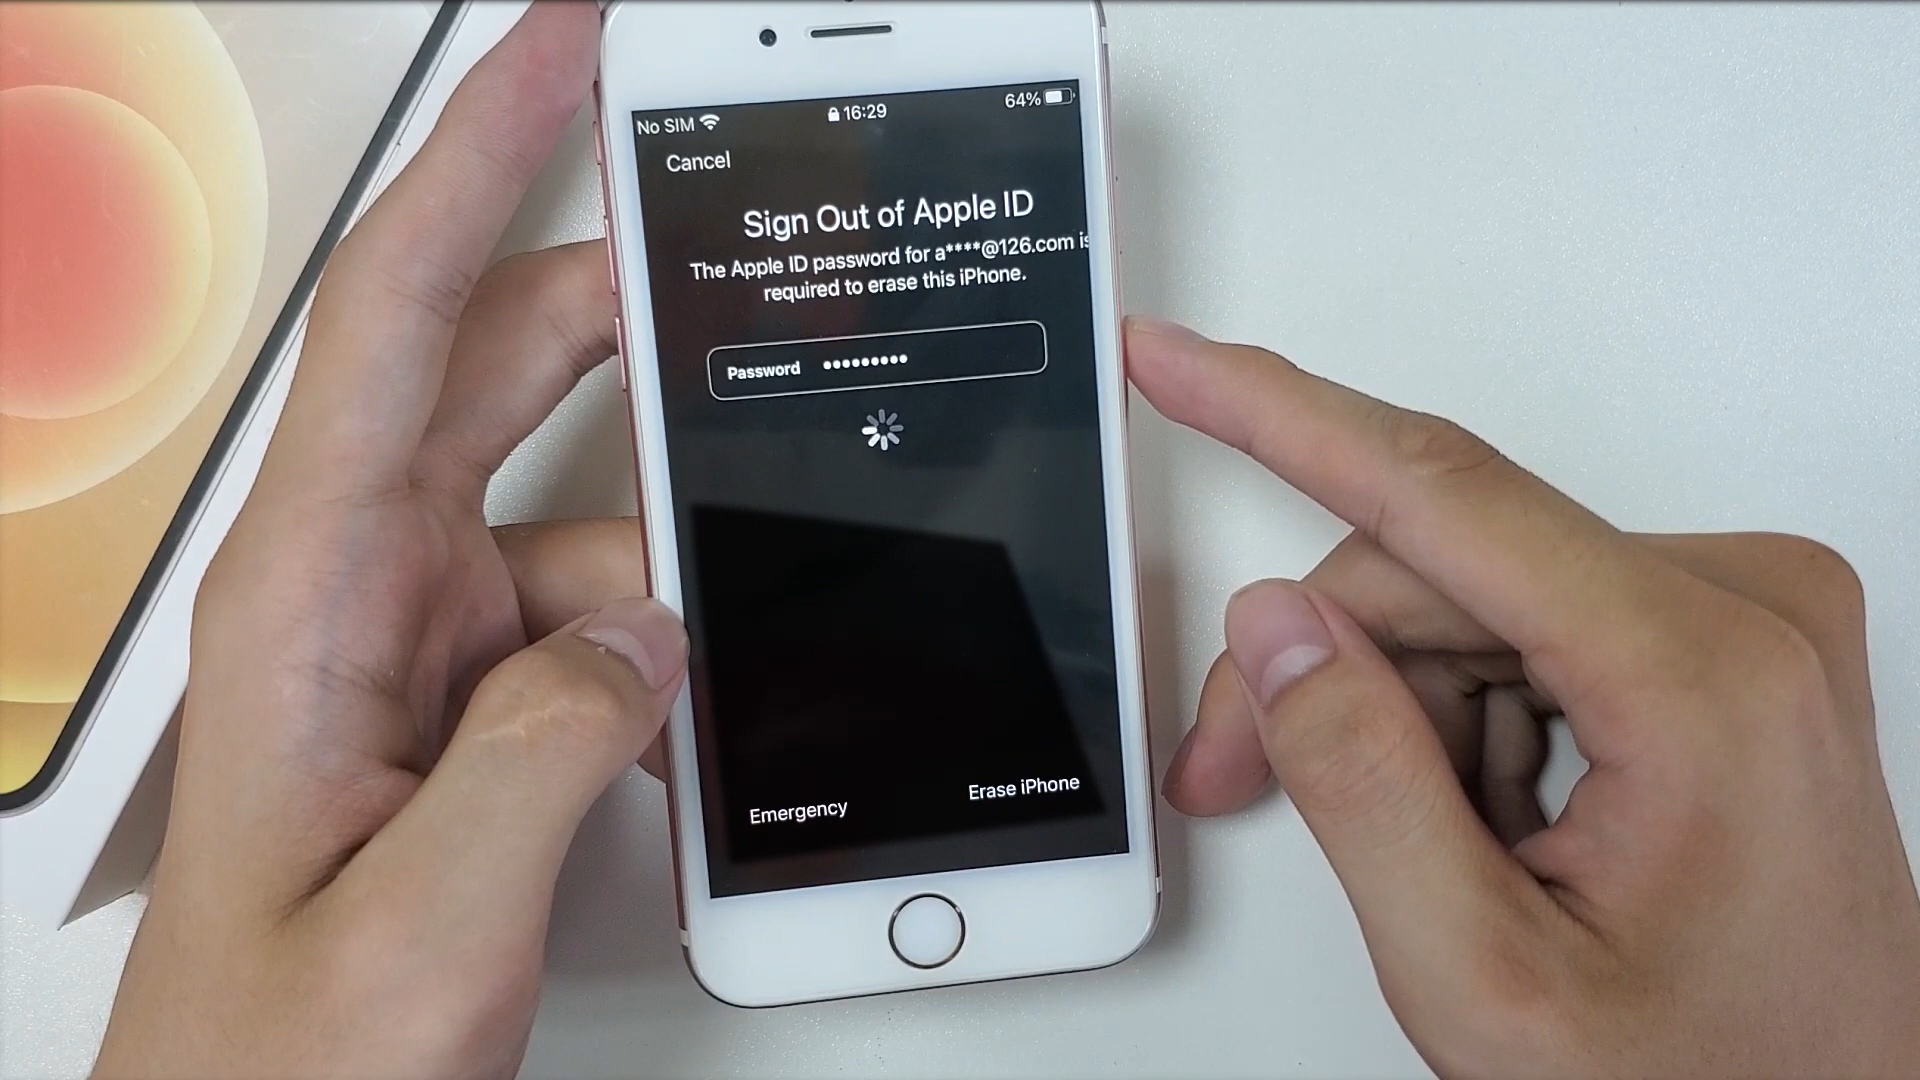 No SIM 16:29 64%
Cancel
Sign Out of Apple ID
The Apple ID password for a****@126.com is
required to erase this iPhone.
Password •••••••••
Emergency Erase iPhone